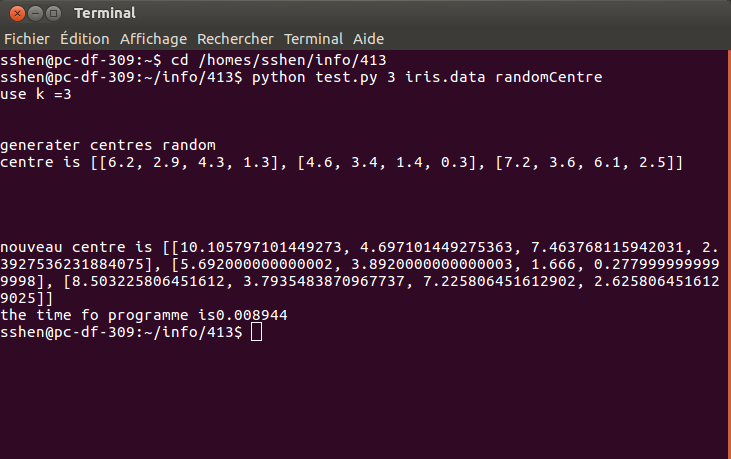 Terminal
Fichier Édition Affichage Rechercher Terminal Aide
sshen@pc-df-309:~$ cd /homes/sshen/info/413
sshen@pc-df-309:~/info/413$ python test.py 3 iris.data randomCentre
use k =3
generater centres random
centre is [[6.2, 2.9, 4.3, 1.3], [4.6, 3.4, 1.4, 0.3], [7.2, 3.6, 6.1, 2.5]]
nouveau centre is [[10.105797101449273, 4.697101449275363, 7.463768115942031, 2.
3927536231884075], [5.692000000000002, 3.8920000000000003, 1.666, 0.277999999999
9998], [8.503225806451612, 3.7935483870967737, 7.225806451612902, 2.625806451612
9025]]
the time fo programme is0.008944
sshen@pc-df-309:~/info/413$